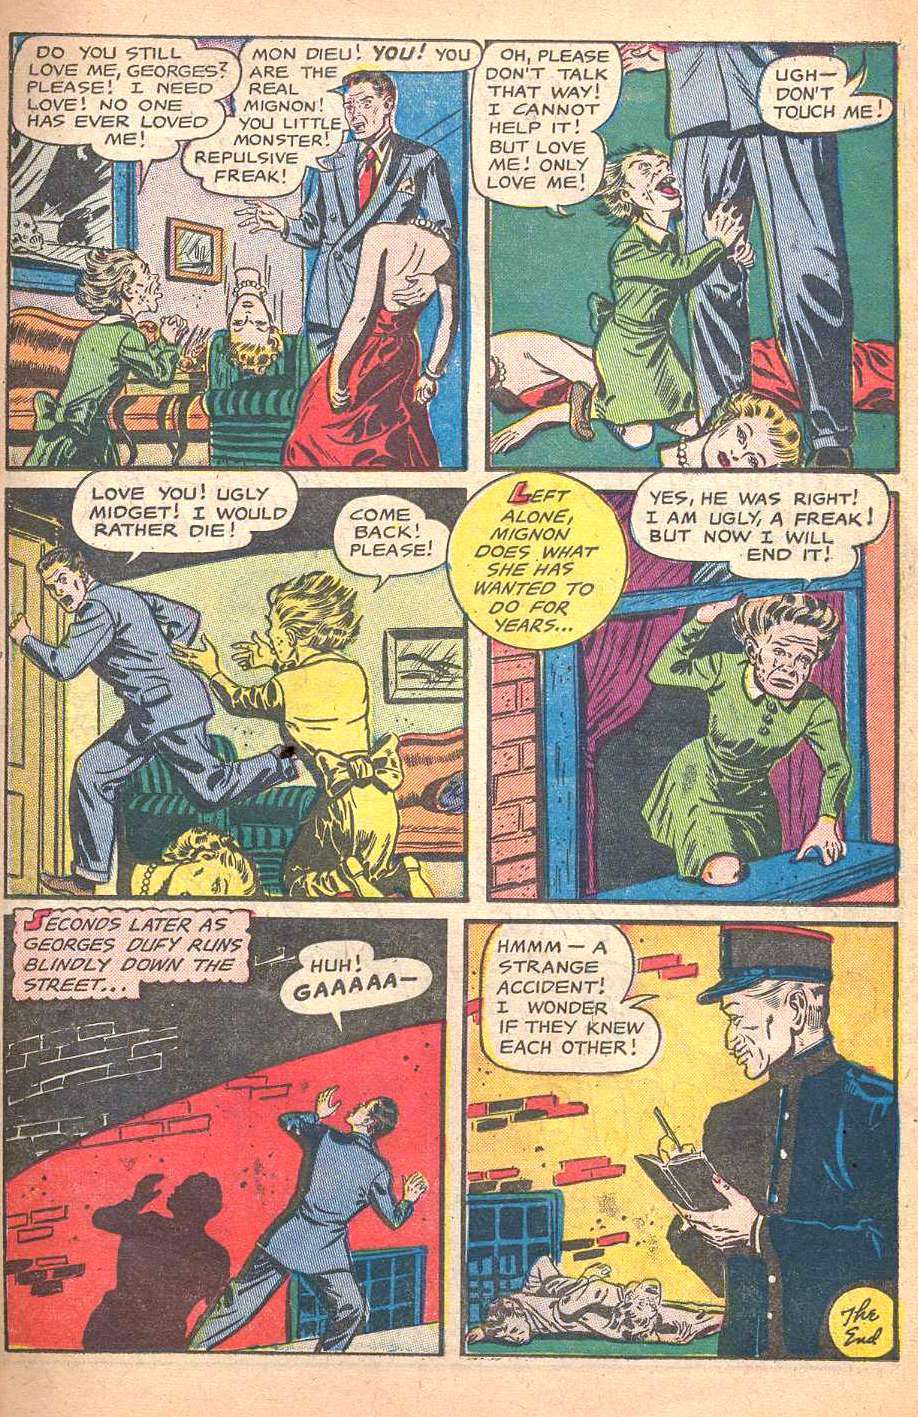 DO YOU STILL
LOVE ME, GEORGES?
PLEASE! I NEED
LOVE! NO ONE
HAS EVER LOVED
ME!
MON DIEU! YOU! YOU
ARE THE
REAL
MIGNON!
YOU LITTLE
MONSTER!
REPULSIVE
FREAK!
OH, PLEASE
DON'T TALK
THAT WAY!
I CANNOT
HELP IT!
BUT LOVE
ME! ONLY
LOVE ME!
UGH—
DON'T
TOUCH ME!
LOVE YOU! UGLY
MIDGET! I WOULD
RATHER DIE!
COME
BACK!
PLEASE!
LEFT
ALONE,
MIGNON
DOES WHAT
SHE HAS
WANTED TO
DO FOR
YEARS...
YES, HE WAS RIGHT!
I AM UGLY, A FREAK!
BUT NOW I WILL
END IT!
SECONDS LATER AS
GEORGES DUFY RUNS
BLINDLY DOWN THE
STREET...
HUH!
GAAAAA—
HMMM — A
STRANGE
ACCIDENT!
I WONDER
IF THEY KNEW
EACH OTHER!
The
End